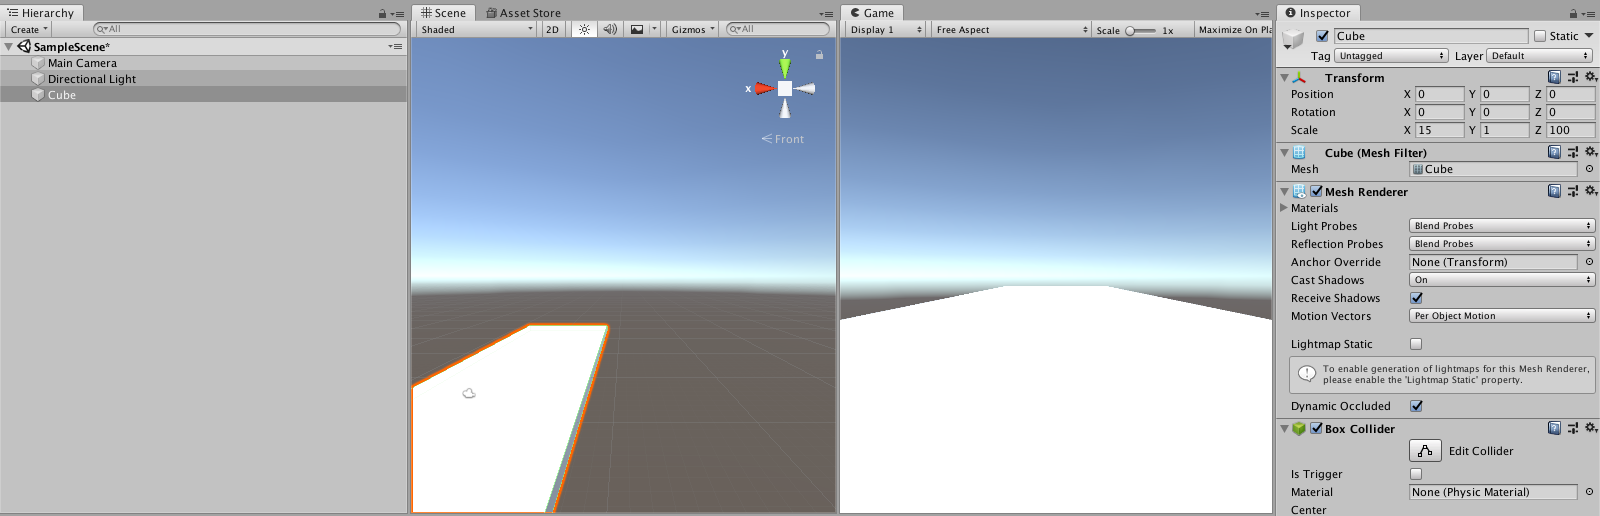 Hierarchy
Create
All
SampleScene*
Main Camera
Directional Light
Cube
Scene
Asset Store
Shaded
2D
Gizmos
All
y
x
Front
Game
Display 1
Free Aspect
Scale
1x
Maximize On Pla
Inspector
Cube
Static
Tag
Untagged
Layer
Default
Transform
Position X 0 Y 0 Z 0
Rotation X 0 Y 0 Z 0
Scale X 15 Y 1 Z 100
Cube (Mesh Filter)
Mesh Cube
Mesh Renderer
Materials
Light Probes Blend Probes
Reflection Probes Blend Probes
Anchor Override None (Transform)
Cast Shadows On
Receive Shadows
Motion Vectors Per Object Motion
Lightmap Static
To enable generation of lightmaps for this Mesh Renderer,
please enable the 'Lightmap Static' property.
Dynamic Occluded
Box Collider
Edit Collider
Is Trigger
Material None (Physic Material)
Center